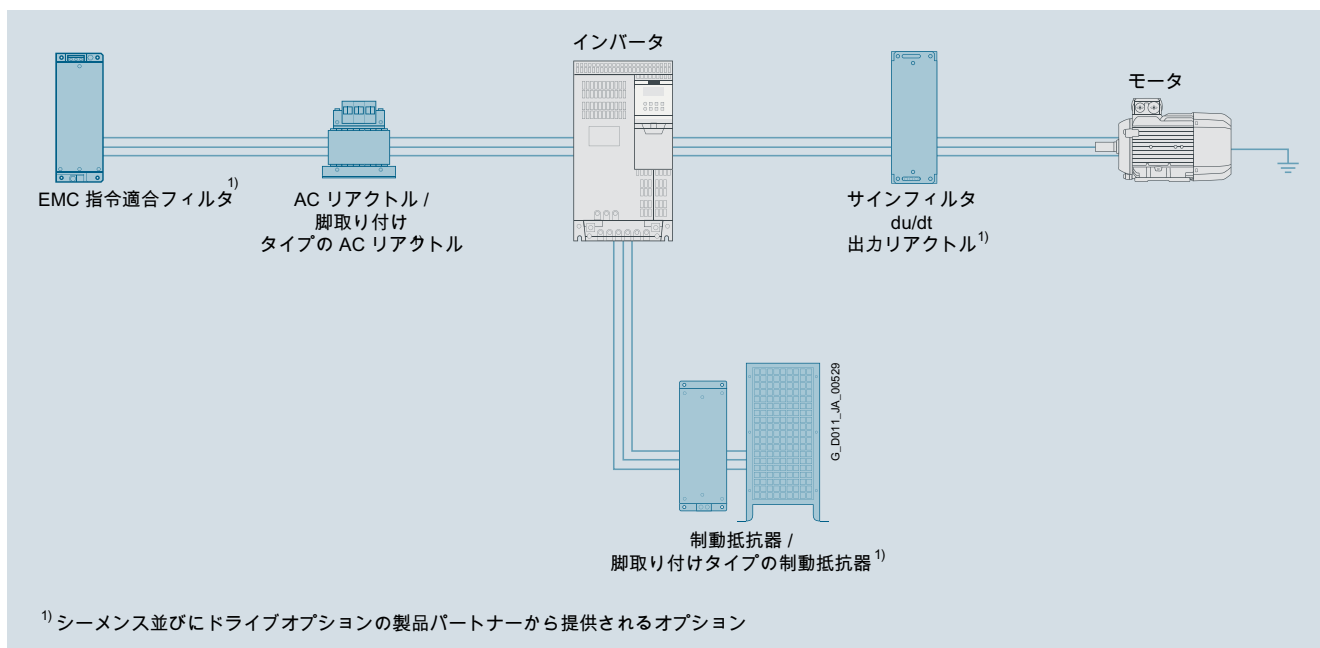 インバータ
モータ
EMC 指令適合フィルタ1)
AC リアクトル /
脚取り付け
タイプの AC リアクトル
サインフィルタ
du/dt
出力リアクトル1)
G_D011_JA_00529
制動抵抗器 /
脚取り付けタイプの制動抵抗器1)
1) シーメンス並びにドライブオプションの製品パートナーから提供されるオプション